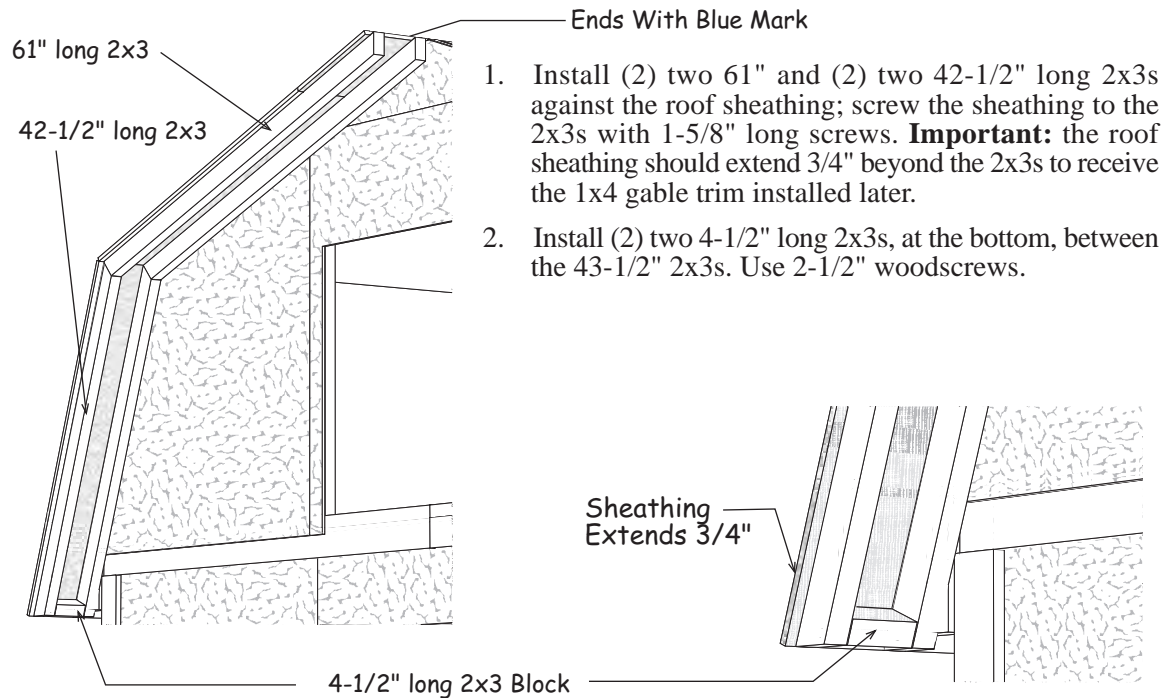 Ends With Blue Mark
61" long 2x3
42-1/2" long 2x3
1. Install (2) two 61" and (2) two 42-1/2" long 2x3s
against the roof sheathing; screw the sheathing to the
2x3s with 1-5/8" long screws. Important: the roof
sheathing should extend 3/4" beyond the 2x3s to receive
the 1x4 gable trim installed later.
2. Install (2) two 4-1/2" long 2x3s, at the bottom, between
the 43-1/2" 2x3s. Use 2-1/2" woodscrews.
Sheathing
Extends 3/4"
4-1/2" long 2x3 Block